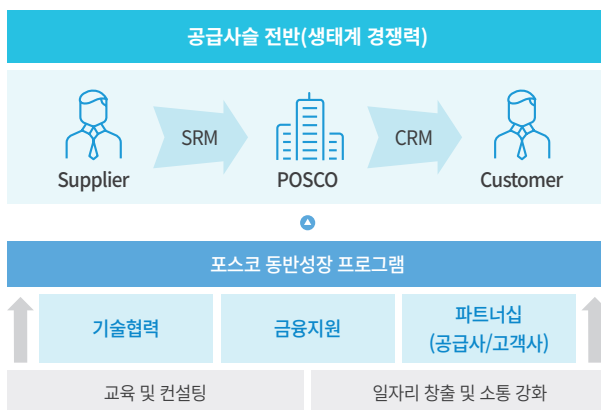 공급사슬 전반(생태계 경쟁력)
SRM
CRM
Supplier
POSCO
Customer
포스코 동반성장 프로그램
기술협력
금융지원
파트너십
(공급사/고객사)
교육 및 컨설팅
일자리 창출 및 소통 강화